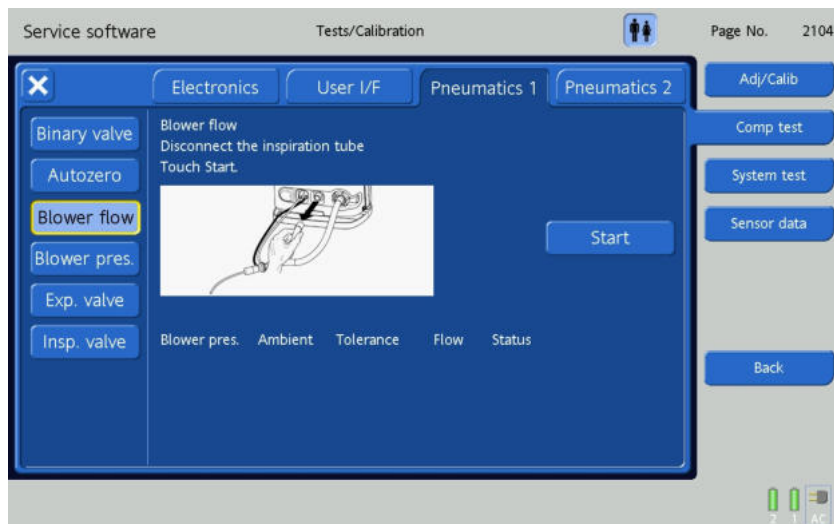 Service software Tests/Calibration Page No. 2104
Electronics User I/F Pneumatics 1 Pneumatics 2
Adj/Calib
Comp test
System test
Sensor data
Back
Binary valve
Autozero
Blower flow
Blower pres.
Exp. valve
Insp. valve
Blower flow
Disconnect the inspiration tube
Touch Start.
Start
Blower pres. Ambient Tolerance Flow Status
2 1 AC